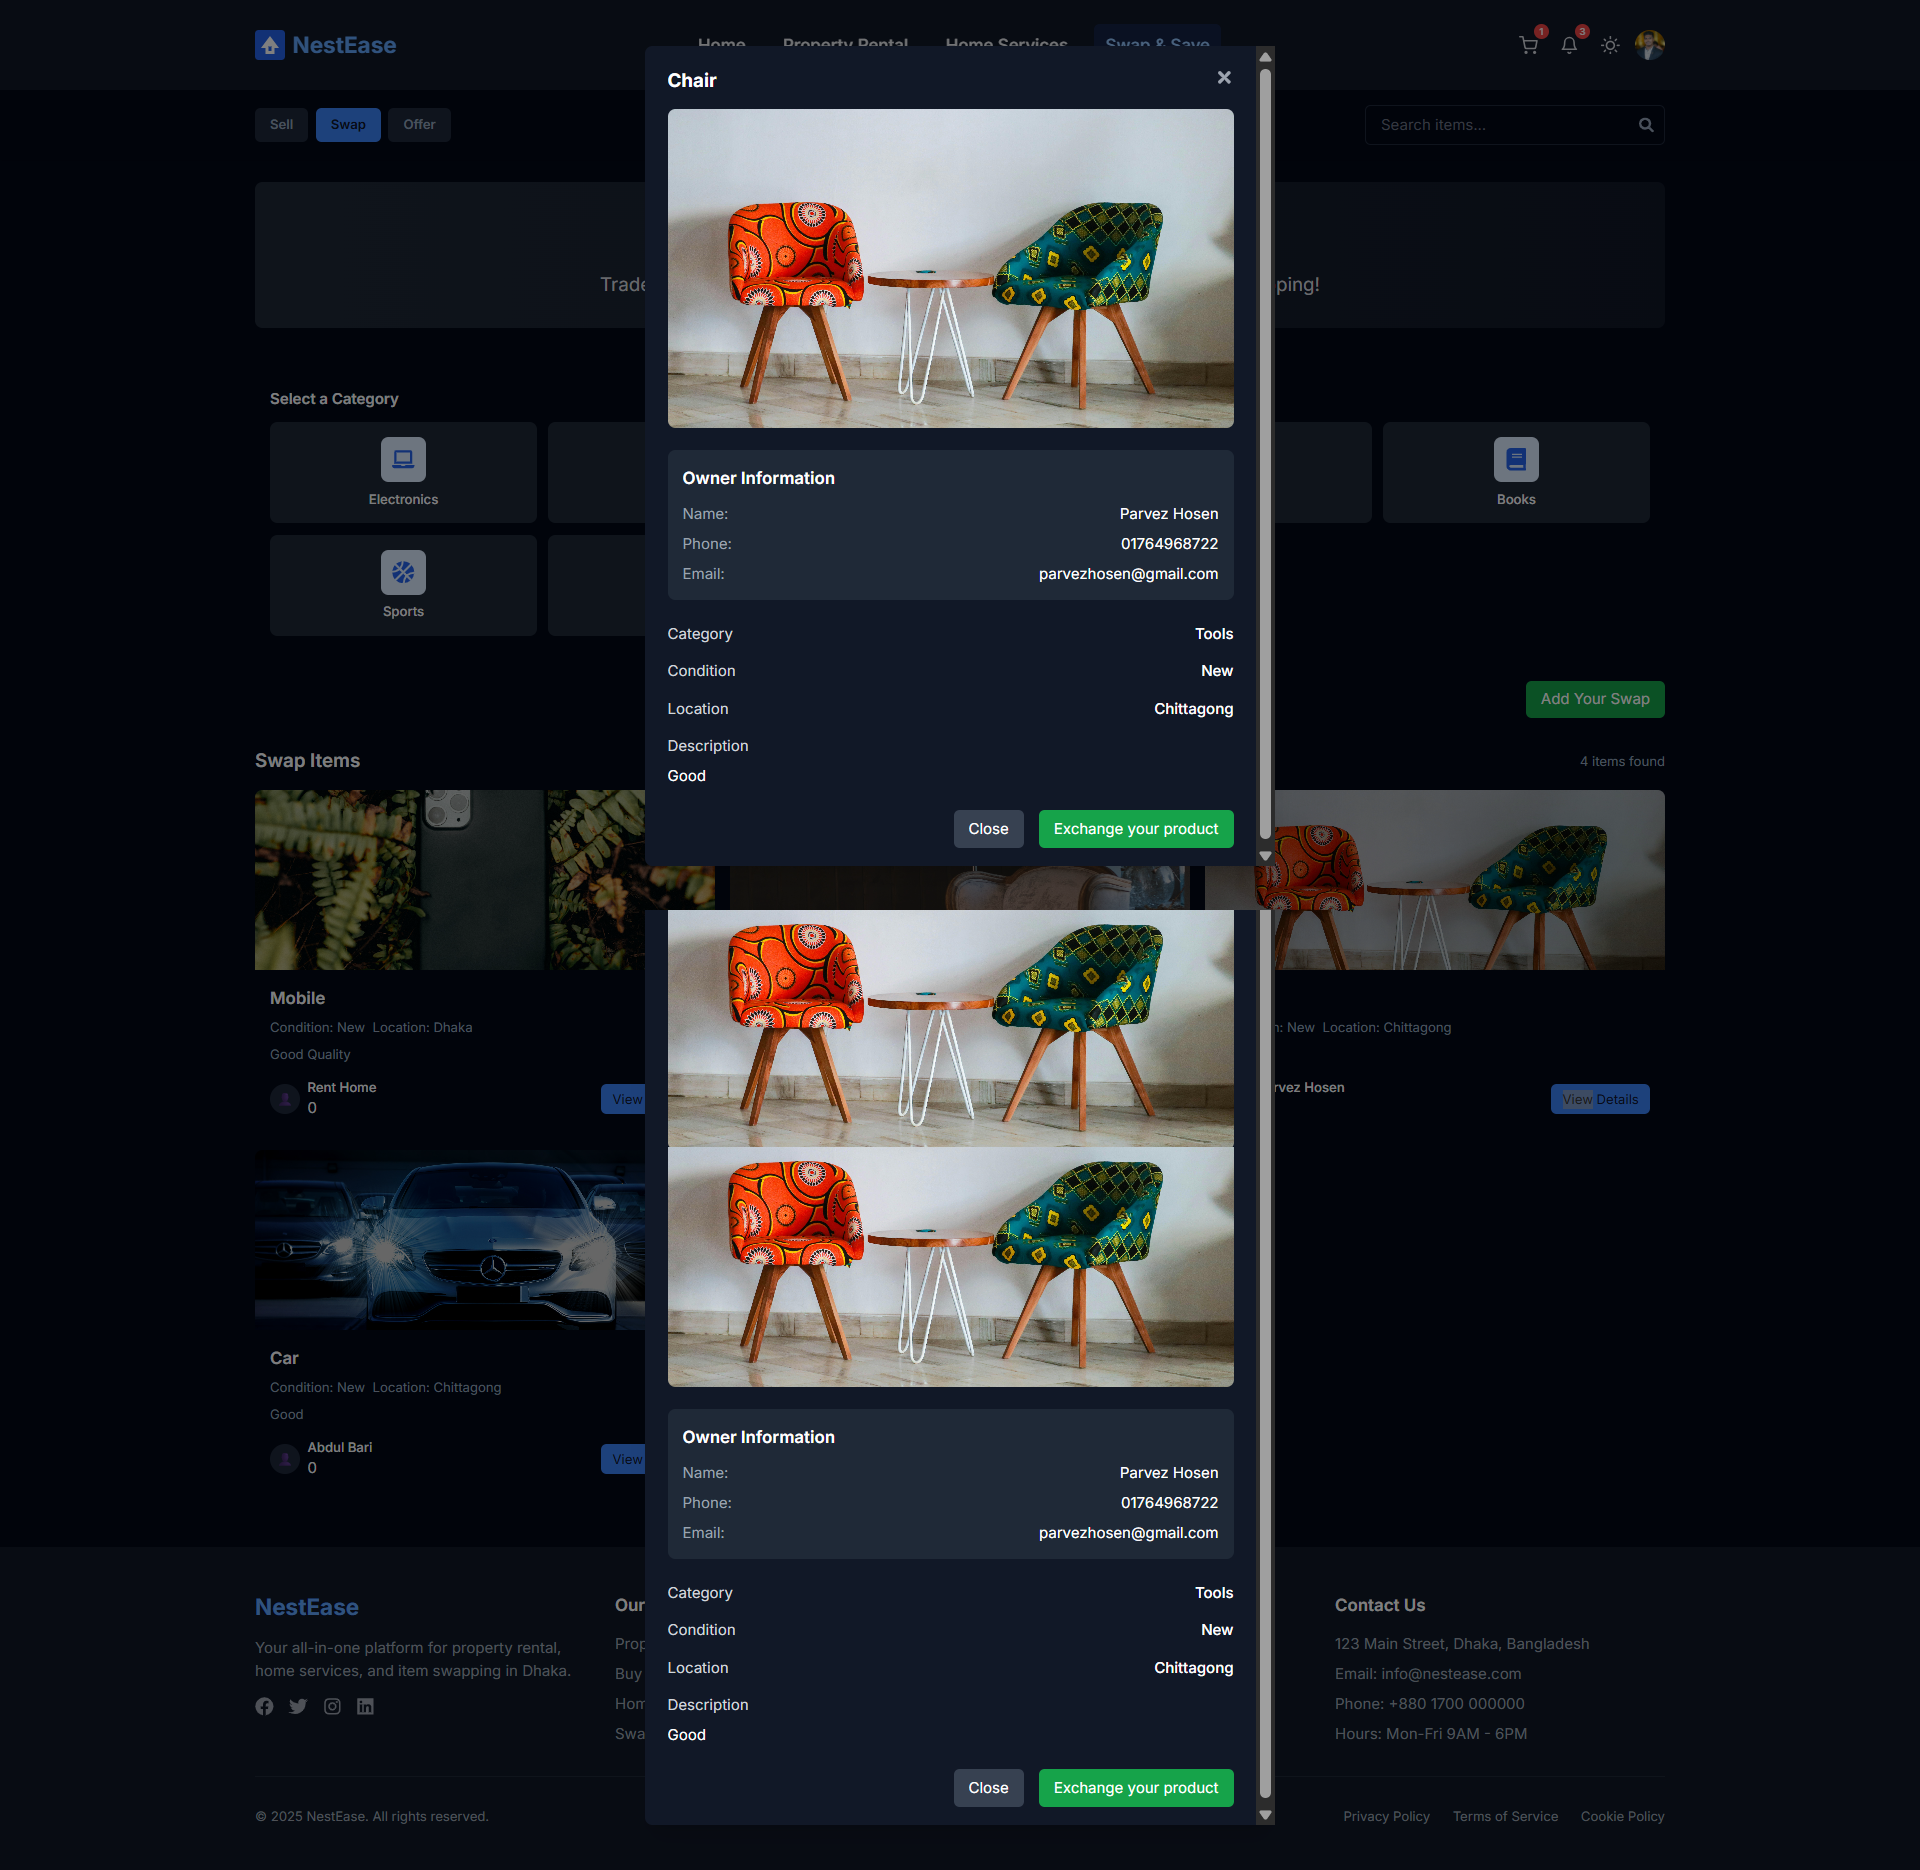 NestEase
Home
Property Rental
Home Services
Swap & Save
1
3
Sell
Swap
Offer
Search items...
Chair
Trade
ping!
Select a Category
Electronics
Books
Sports
Owner Information
Name:
Parvez Hosen
Phone:
01764968722
Email:
parvezhosen@gmail.com
Category
Tools
Condition
New
Location
Chittagong
Description
Good
Close
Exchange your product
Add Your Swap
Swap Items
4 items found
Mobile
Condition: New Location: Dhaka
Good Quality
Rent Home
0
View
n: New Location: Chittagong
rvez Hosen
View Details
Car
Condition: New Location: Chittagong
Good
Abdul Bari
0
View
Owner Information
Name:
Parvez Hosen
Phone:
01764968722
Email:
parvezhosen@gmail.com
Category
Tools
Condition
New
Location
Chittagong
Description
Good
Close
Exchange your product
NestEase
Your all-in-one platform for property rental,
home services, and item swapping in Dhaka.
Our
Prop
Buy
Hom
Swa
Contact Us
123 Main Street, Dhaka, Bangladesh
Email: info@nestease.com
Phone: +880 1700 000000
Hours: Mon-Fri 9AM - 6PM
© 2025 NestEase. All rights reserved.
Privacy Policy
Terms of Service
Cookie Policy